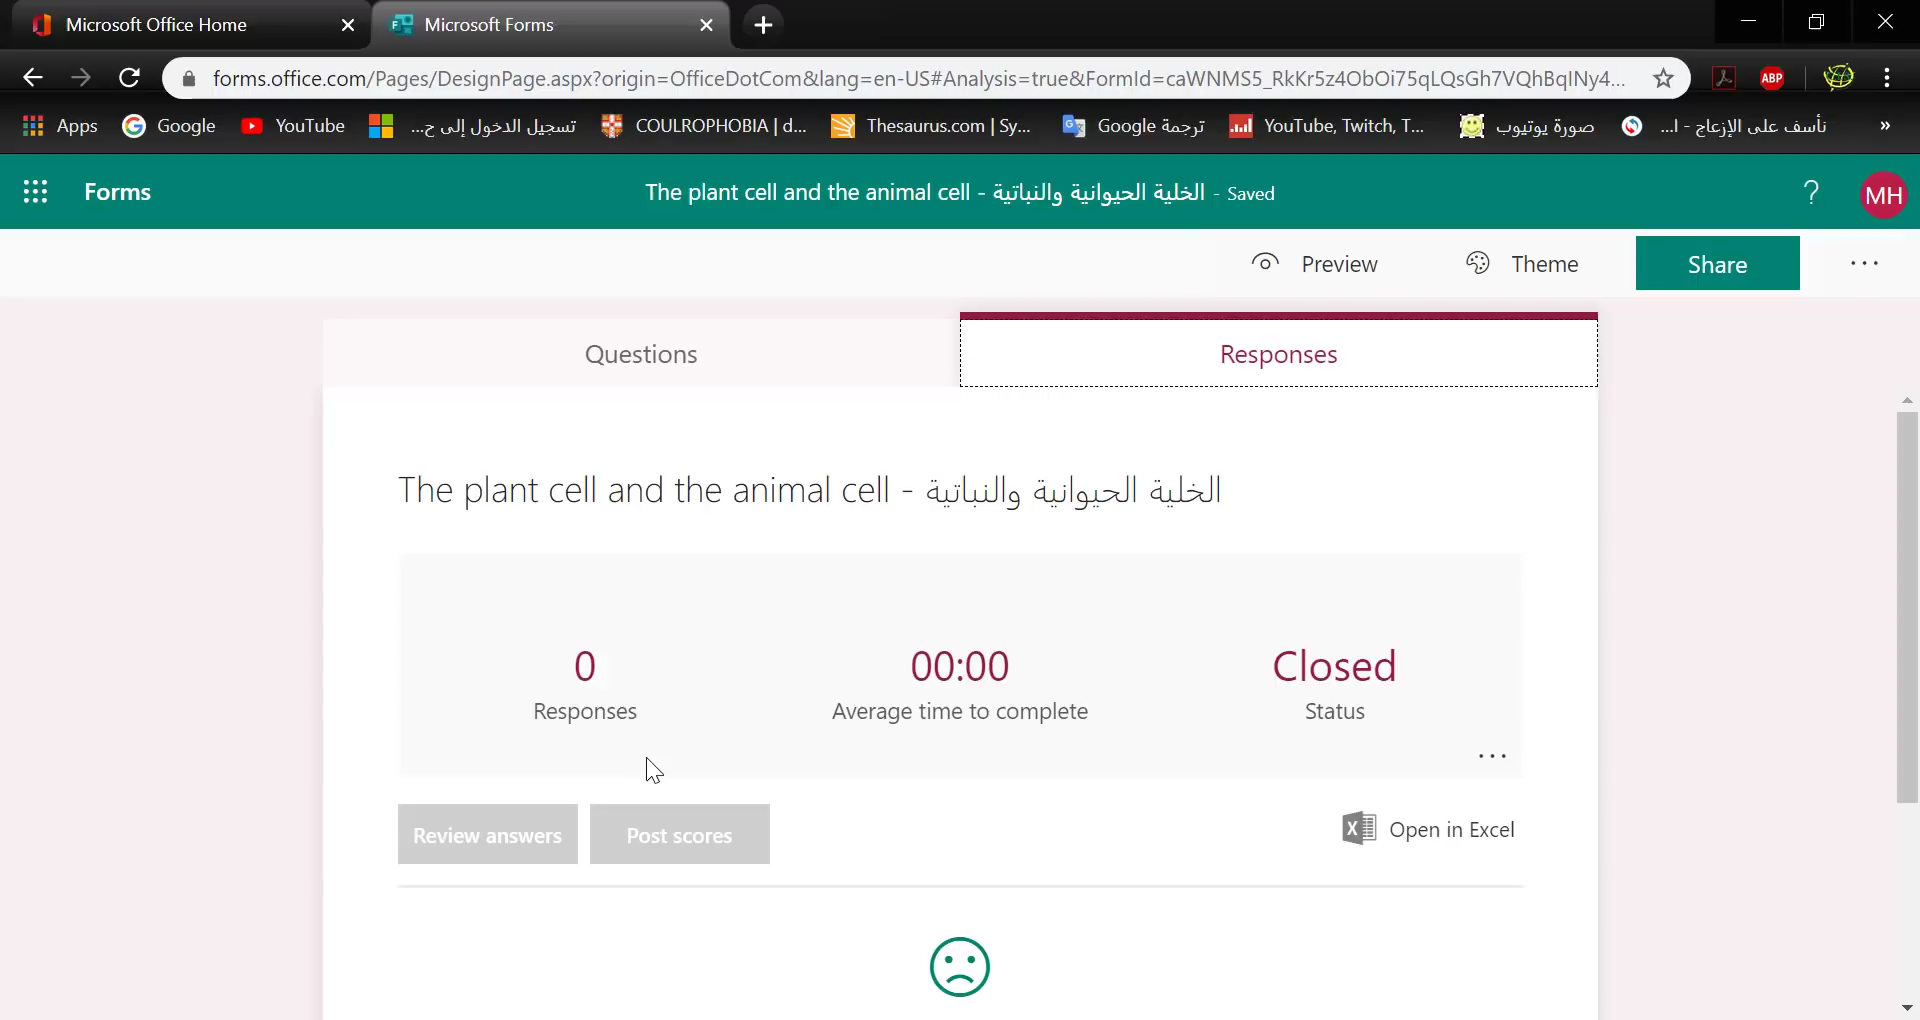 Microsoft Office Home
Microsoft Forms
forms.office.com/Pages/DesignPage.aspx?origin=OfficeDotCom&lang=en-US#Analysis=true&FormId=caWNMS5_RkKr5z4ObOi75qLQsGh7VQhBqINy4...
ABP
Apps
Google
YouTube
تسجيل الدخول إلى ح...
COULROPHOBIA | d...
Thesaurus.com | Sy...
ترجمة Google
YouTube, Twitch, T...
صورة يوتيوب
نأسف على الإزعاج - ا...
»
Forms
The plant cell and the animal cell - الخلية الحيوانية والنباتية - Saved
?
MH
Preview
Theme
Share
...
Questions
Responses
The plant cell and the animal cell - الخلية الحيوانية والنباتية
0
00:00
Closed
Responses
Average time to complete
Status
...
Review answers
Post scores
Open in Excel